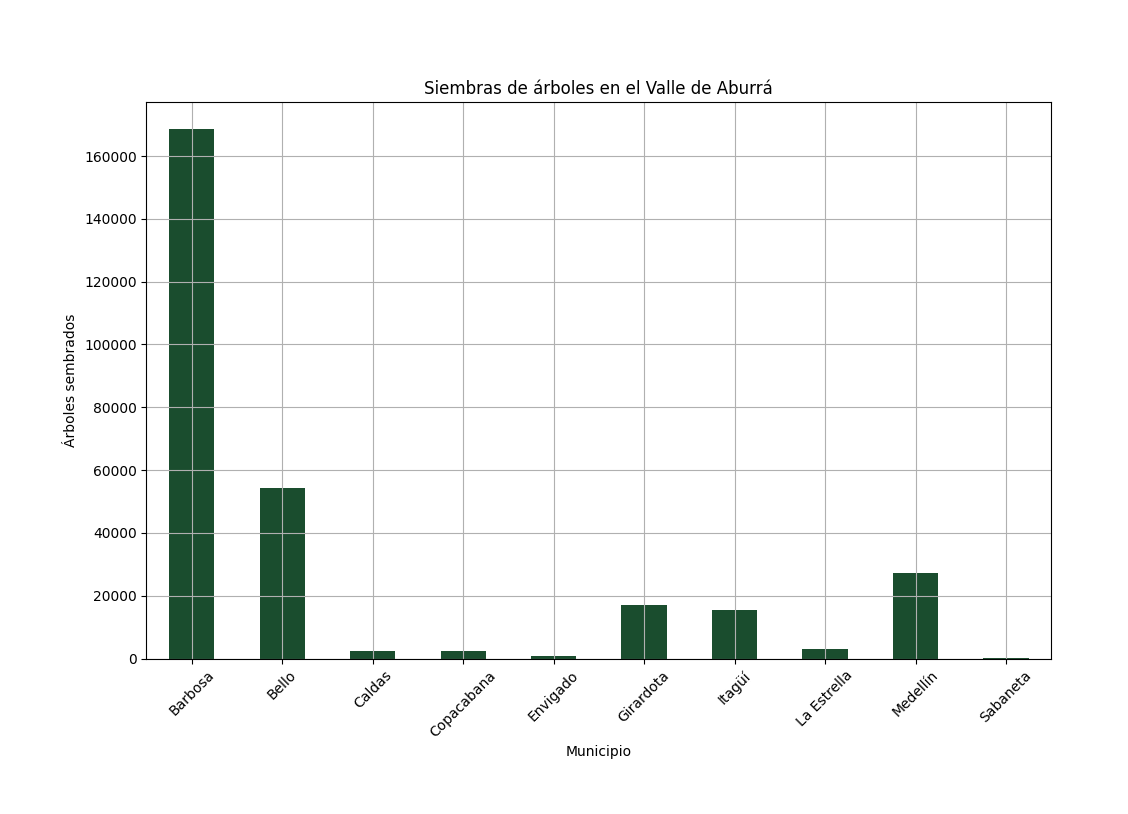 Siembras de árboles en el Valle de Aburrá
160000
140000
120000
100000
80000
60000
40000
20000
0
Árboles sembrados
Barbosa
Bello
Caldas
Copacabana
Envigado
Girardota
Itagüí
La Estrella
Medellín
Sabaneta
Municipio